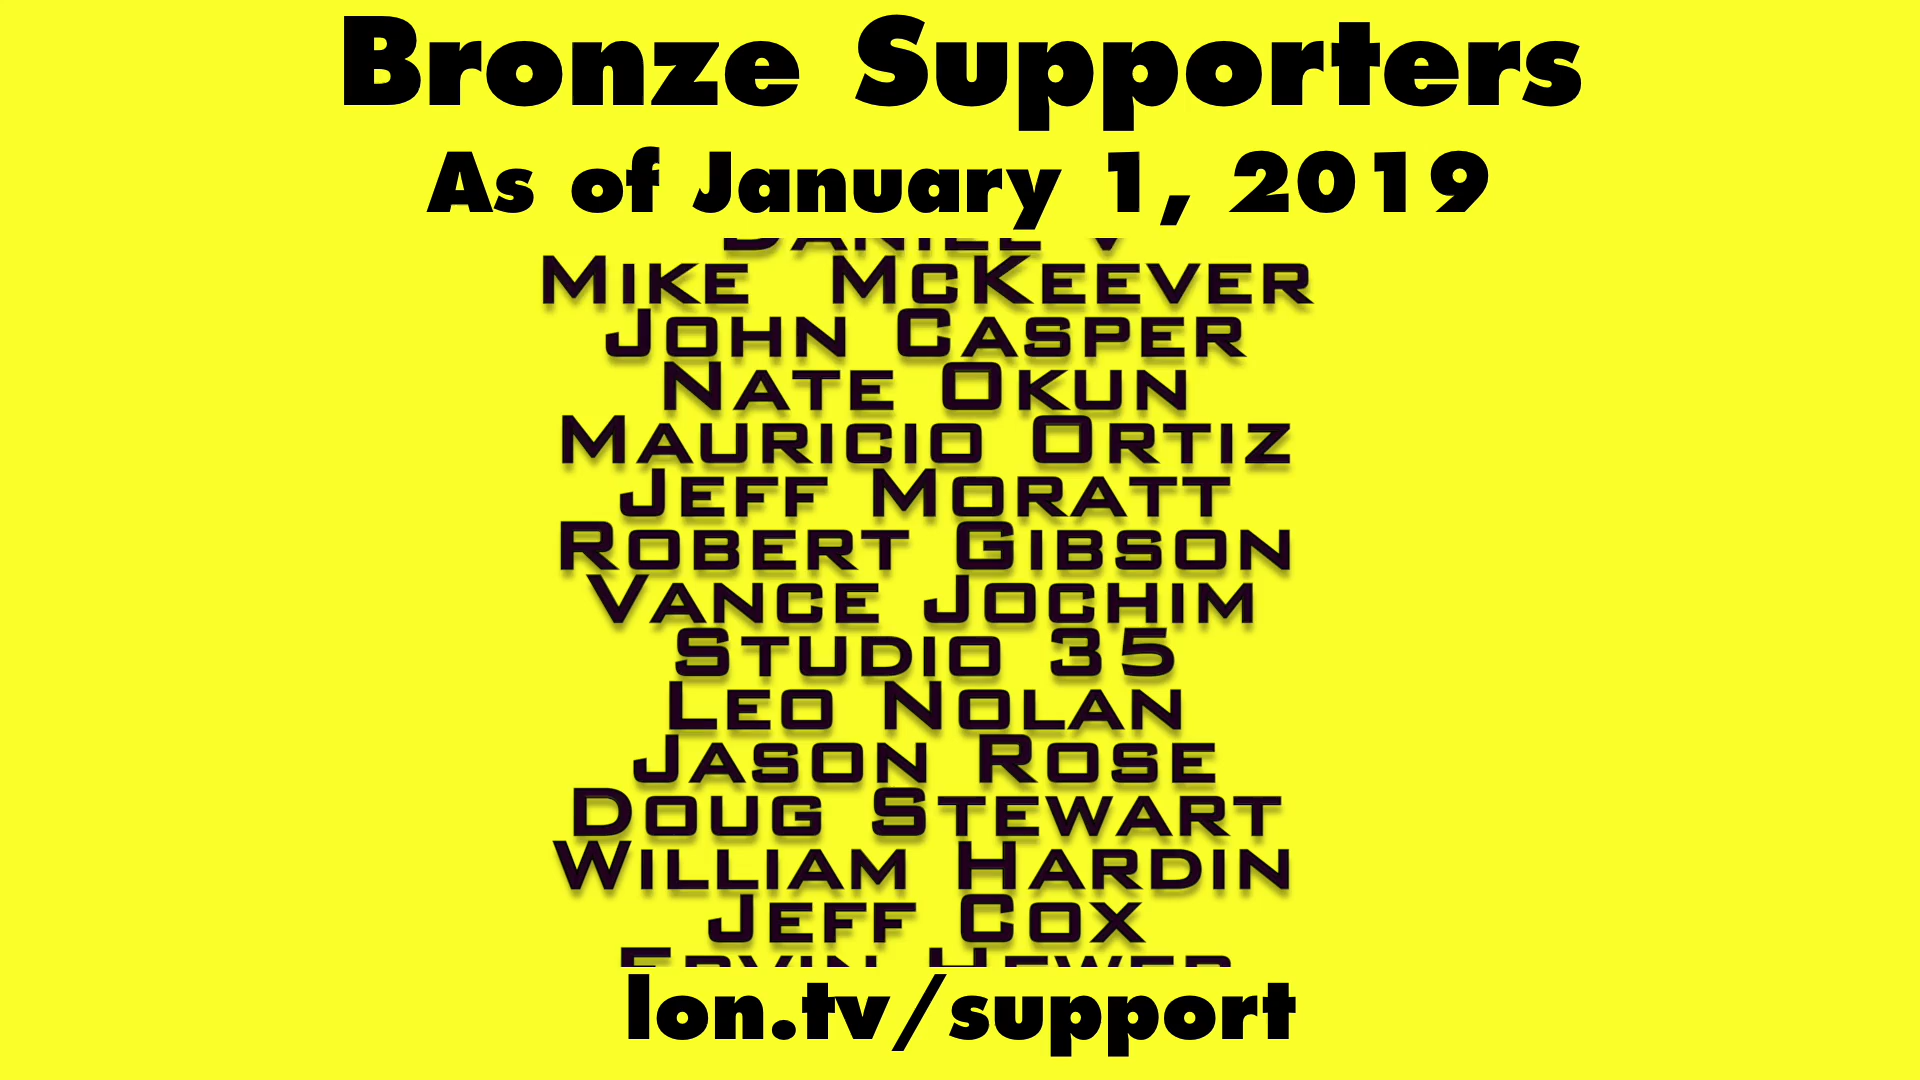 Bronze Supporters
As of January 1, 2019
Daniel V
Mike McKeever
John Casper
Nate Okun
Mauricio Ortiz
Jeff Moratt
Robert Gibson
Vance Jochim
Studio 35
Leo Nolan
Jason Rose
Doug Stewart
William Hardin
Jeff Cox
lon.tv/support